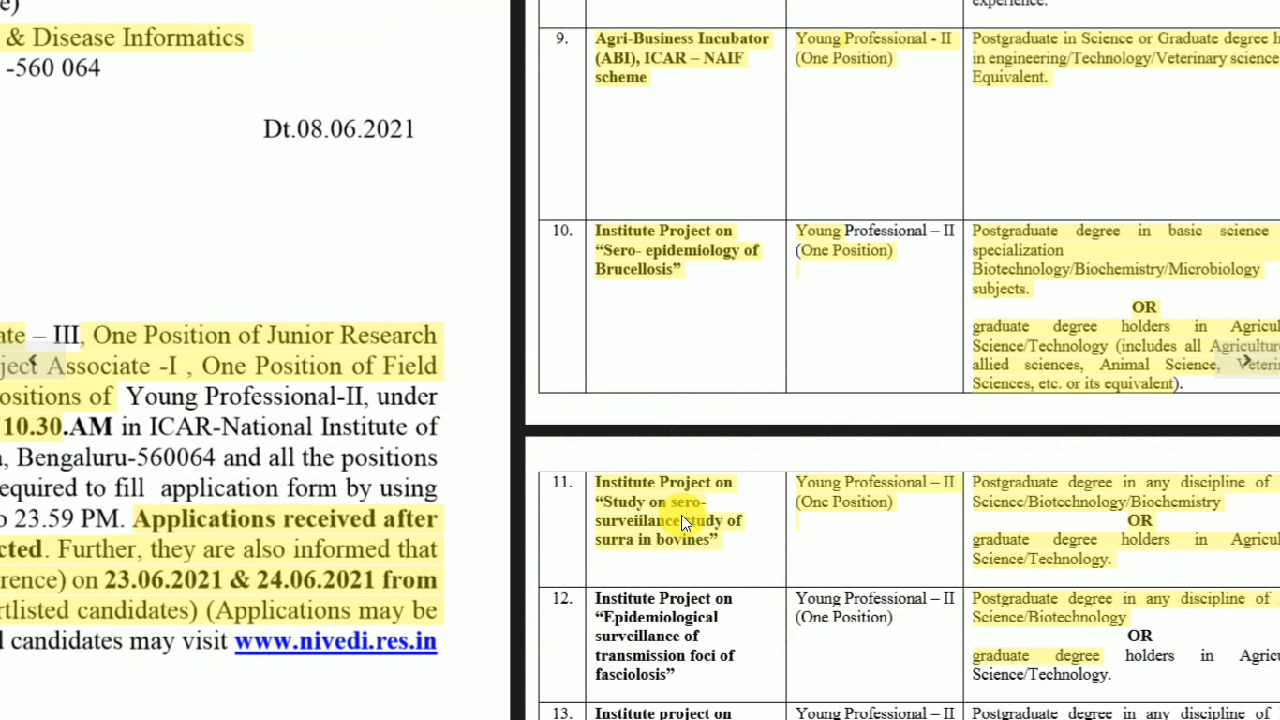 e)
& Disease Informatics
-560 064
Dt.08.06.2021
ate – III, One Position of Junior Research
ject Associate -I , One Position of Field
ositions of Young Professional-II, under
10.30.AM in ICAR-National Institute of
, Bengaluru-560064 and all the positions
equired to fill application form by using
o 23.59 PM. Applications received after
cted. Further, they are also informed that
rence) on 23.06.2021 & 24.06.2021 from
rtlisted candidates) (Applications may be
d candidates may visit www.nivedi.res.in
experience.
9.
Agri-Business Incubator
(ABI), ICAR – NAIF
scheme
Young Professional - II
(One Position)
Postgraduate in Science or Graduate degree h
in engineering/Technology/Veterinary science
Equivalent.
10.
Institute Project on
“Sero- epidemiology of
Brucellosis”
Young Professional – II
(One Position)
Postgraduate degree in basic science
specialization
Biotechnology/Biochemistry/Microbiology
subjects.
OR
graduate degree holders in Agricul
Science/Technology (includes all Agriculture
allied sciences, Animal Science, Veterin
Sciences, etc. or its equivalent).
11.
Institute Project on
“Study on sero-
surveiilance study of
surra in bovines”
Young Professional – II
(One Position)
Postgraduate degree in any discipline of
Science/Biotechnology/Biochemistry
OR
graduate degree holders in Agricul
Science/Technology.
12.
Institute Project on
“Epidemiological
surveillance of
transmission foci of
fasciolosis”
Young Professional – II
(One Position)
Postgraduate degree in any discipline of
Science/Biotechnology
OR
graduate degree holders in Agricu
Science/Technology.
13.
Institute project on
Young Professional – II
Postgraduate degree in any discipline of